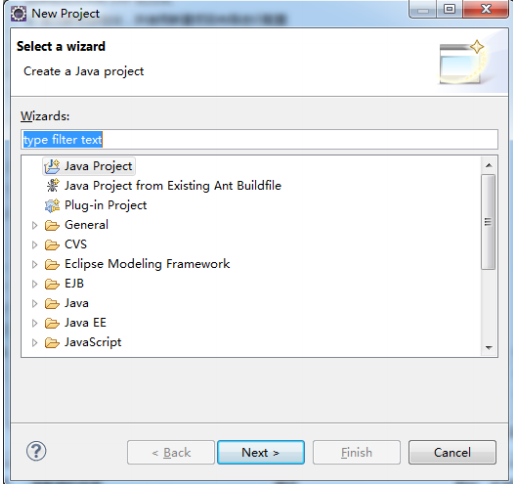 New Project
Select a wizard
Create a Java project
Wizards:
type filter text
Java Project
Java Project from Existing Ant Buildfile
Plug-in Project
General
CVS
Eclipse Modeling Framework
EJB
Java
Java EE
JavaScript
? < Back Next > Finish Cancel